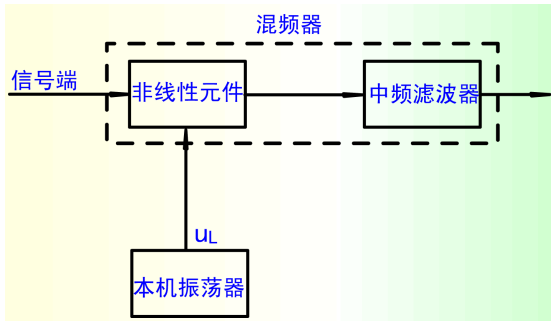 混频器
信号端
非线性元件
中频滤波器
uL
本机振荡器